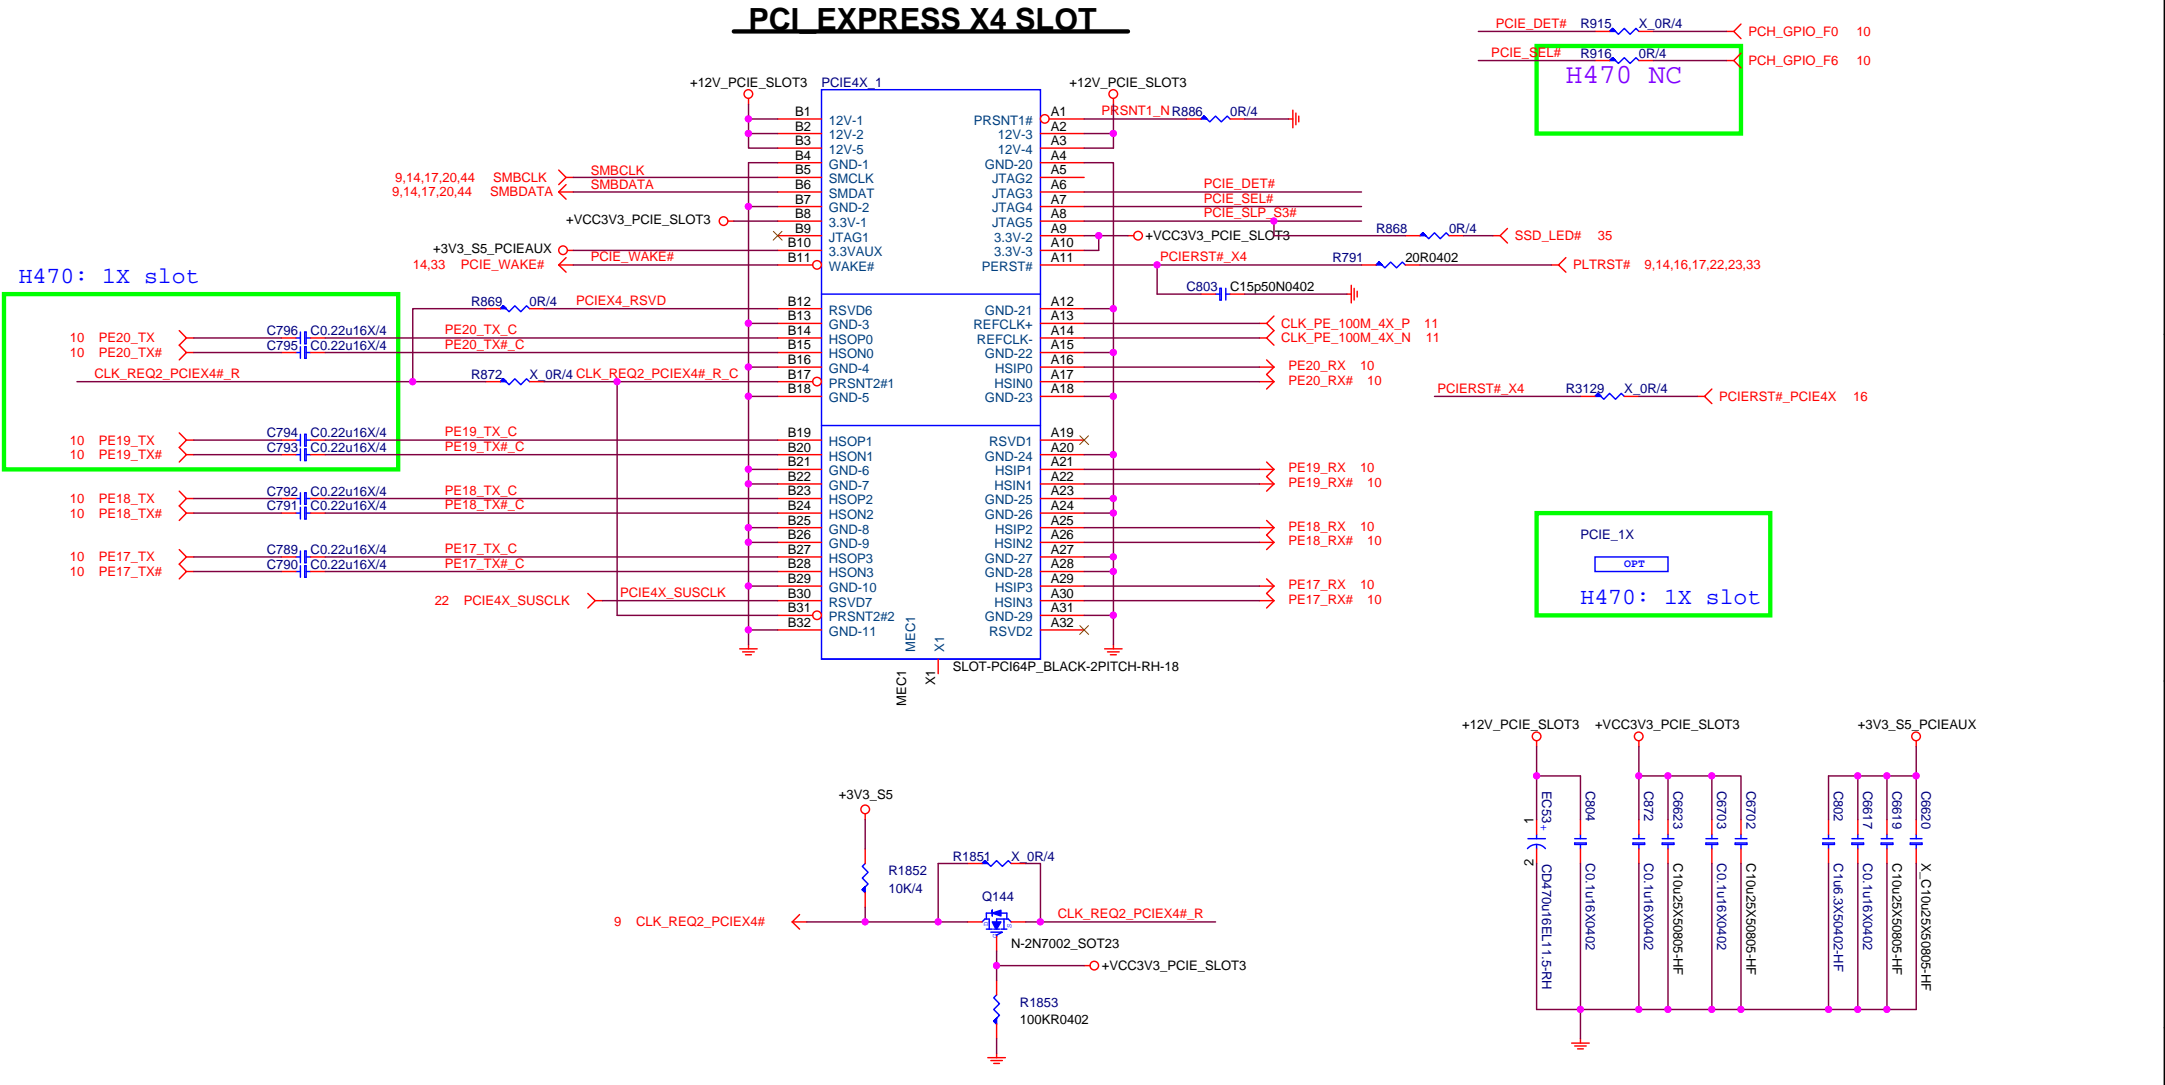 PCI EXPRESS X4 SLOT
PCIE_DET# R915 X_0R/4 PCH_GPIO_F0 10
PCIE_SEL# R916 0R/4 PCH_GPIO_F6 10
H470 NC
+12V_PCIE_SLOT3 PCIE4X_1 +12V_PCIE_SLOT3
B1 12V-1 PRSNT1# A1 PRSNT1_N R886 0R/4
B2 12V-2 12V-3 A2
B3 12V-5 12V-4 A3
B4 GND-1 GND-20 A4
9,14,17,20,44 SMBCLK SMBCLK B5 SMCLK JTAG2 A5
9,14,17,20,44 SMBDATA SMBDATA B6 SMDAT JTAG3 A6 PCIE_DET#
B7 GND-2 JTAG4 A7 PCIE_SEL#
+VCC3V3_PCIE_SLOT3 B8 3.3V-1 JTAG5 A8 PCIE_SLP_S3#
B9 JTAG1 3.3V-2 A9 +VCC3V3_PCIE_SLOT3 R868 0R/4 SSD_LED# 35
+3V3_S5_PCIEAUX B10 3.3VAUX 3.3V-3 A10
14,33 PCIE_WAKE# PCIE_WAKE# B11 WAKE# PERST# A11 PCIERST#_X4 R791 20R0402 PLTRST# 9,14,16,17,22,23,33
H470: 1X slot
C803 C15p50N0402
R869 0R/4 PCIEX4_RSVD B12 RSVD6 GND-21 A12
B13 GND-3 REFCLK+ A13 CLK_PE_100M_4X_P 11
10 PE20_TX C796 C0.22u16X/4 PE20_TX_C B14 HSOP0 REFCLK- A14 CLK_PE_100M_4X_N 11
10 PE20_TX# C795 C0.22u16X/4 PE20_TX#_C B15 HSON0 GND-22 A15
B16 GND-4 HSIP0 A16 PE20_RX 10
CLK_REQ2_PCIEX4#_R R872 X_0R/4 CLK_REQ2_PCIEX4#_R_C B17 PRSNT2#1 HSIN0 A17 PE20_RX# 10
B18 GND-5 GND-23 A18
PCIERST#_X4 R3129 X_0R/4 PCIERST#_PCIE4X 16
10 PE19_TX C794 C0.22u16X/4 PE19_TX_C B19 HSOP1 RSVD1 A19
10 PE19_TX# C793 C0.22u16X/4 PE19_TX#_C B20 HSON1 GND-24 A20
B21 GND-6 HSIP1 A21 PE19_RX 10
B22 GND-7 HSIN1 A22 PE19_RX# 10
10 PE18_TX C792 C0.22u16X/4 PE18_TX_C B23 HSOP2 GND-25 A23
10 PE18_TX# C791 C0.22u16X/4 PE18_TX#_C B24 HSON2 GND-26 A24
B25 GND-8 HSIP2 A25 PE18_RX 10
B26 GND-9 HSIN2 A26 PE18_RX# 10
10 PE17_TX C789 C0.22u16X/4 PE17_TX_C B27 HSOP3 GND-27 A27
10 PE17_TX# C790 C0.22u16X/4 PE17_TX#_C B28 HSON3 GND-28 A28
B29 GND-10 HSIP3 A29 PE17_RX 10
22 PCIE4X_SUSCLK PCIE4X_SUSCLK B30 RSVD7 HSIN3 A30 PE17_RX# 10
B31 PRSNT2#2 GND-29 A31
B32 GND-11 RSVD2 A32
MEC1 X1
SLOT-PCI64P_BLACK-2PITCH-RH-18
MEC1 X1
PCIE_1X
OPT
H470: 1X slot
+12V_PCIE_SLOT3 +VCC3V3_PCIE_SLOT3 +3V3_S5_PCIEAUX
EC53 + 1 2 CD470u16EL11.5-RH
C804 C0.1u16X0402
C872 C0.1u16X0402
C6623 C10u25X50805-HF
C6703 C0.1u16X0402
C6702 C10u25X50805-HF
C802 C1u6.3X50402-HF
C6617 C0.1u16X0402
C6619 C10u25X50805-HF
C6620 X_C10u25X50805-HF
+3V3_S5
R1851 X_0R/4
R1852
10K/4
Q144
9 CLK_REQ2_PCIEX4# CLK_REQ2_PCIEX4#_R
N-2N7002_SOT23
+VCC3V3_PCIE_SLOT3
R1853
100KR0402